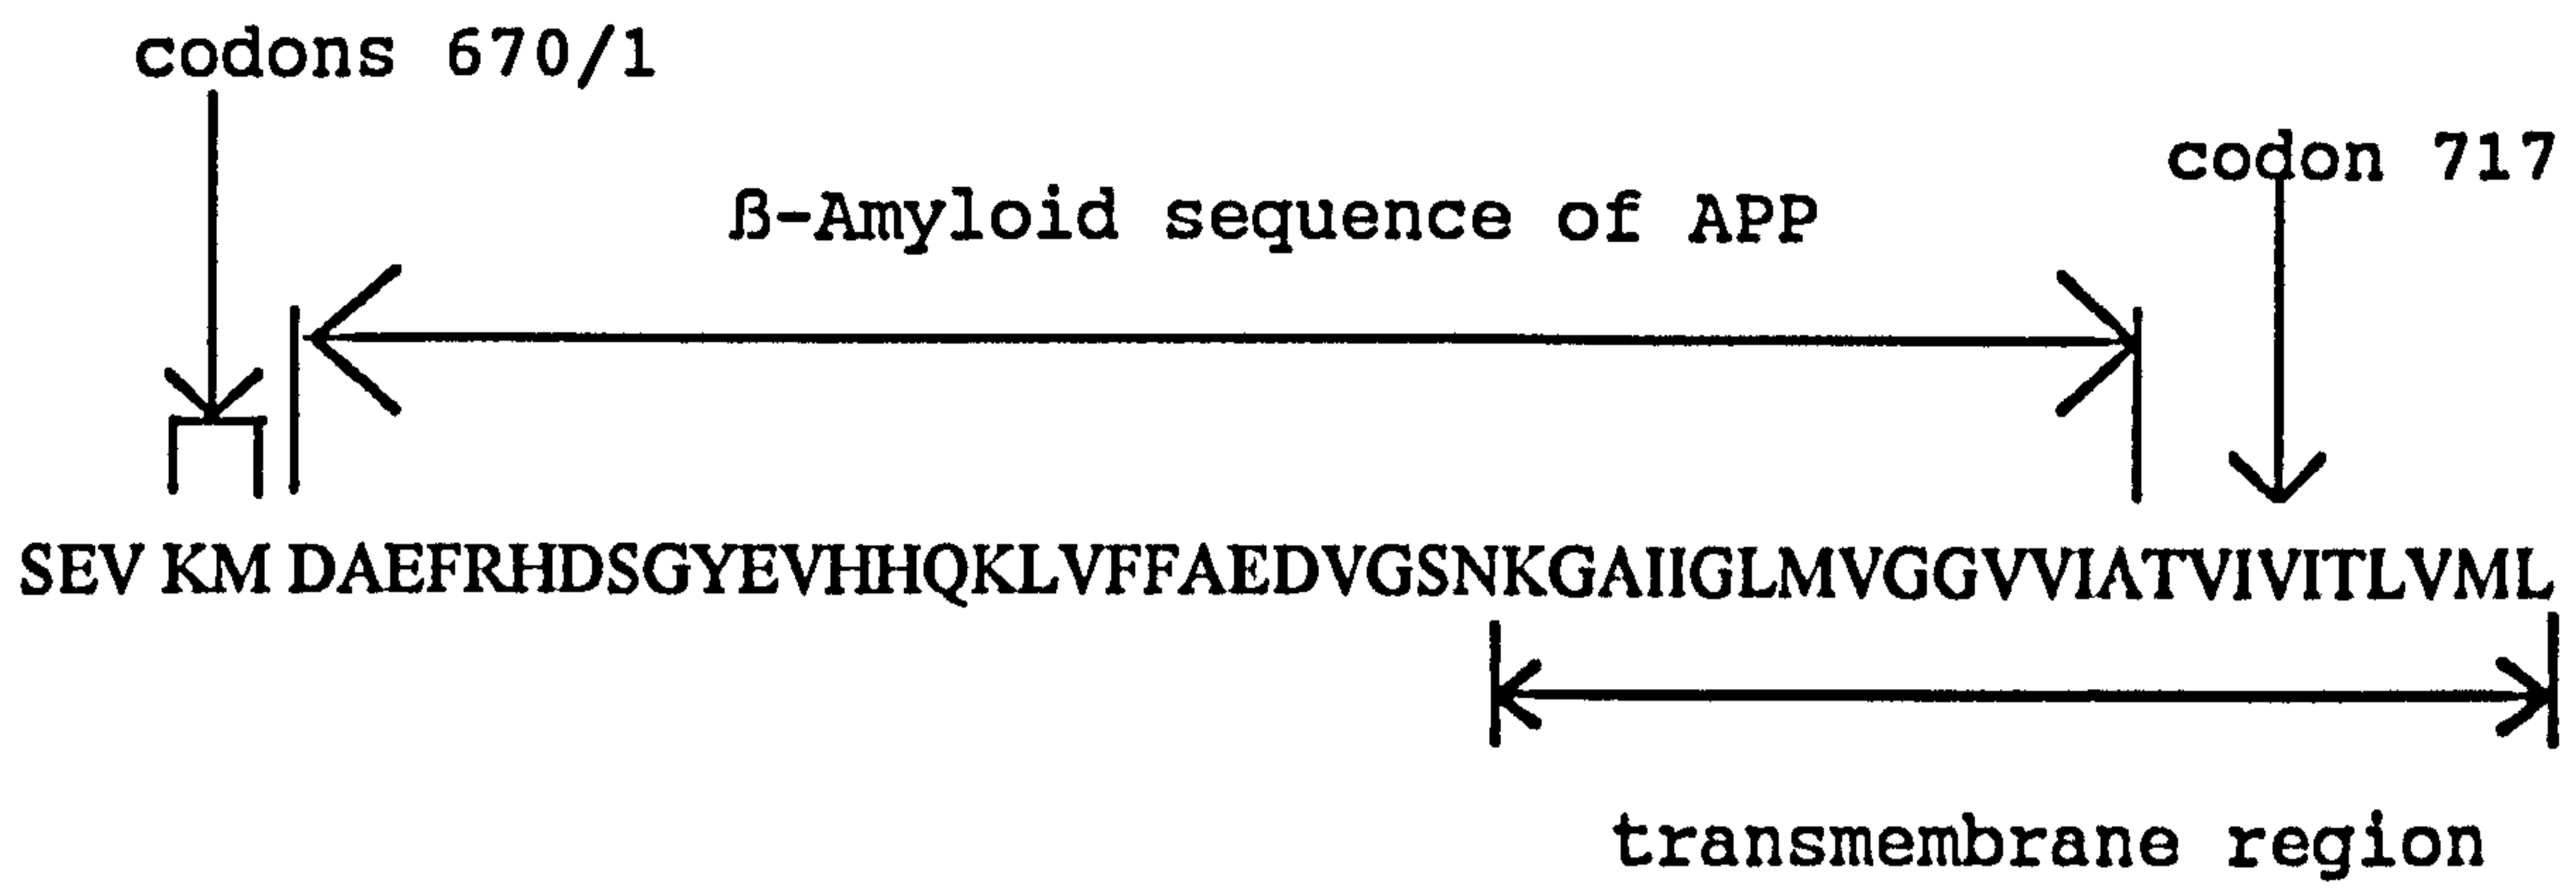 codons 670/1
codon 717
ß-Amyloid sequence of APP
SEV KM DAEFRHDSGYEVHHQKLVFFAEDVGSNKGAIIGLMVGGVVIATVIVITLVML
transmembrane region